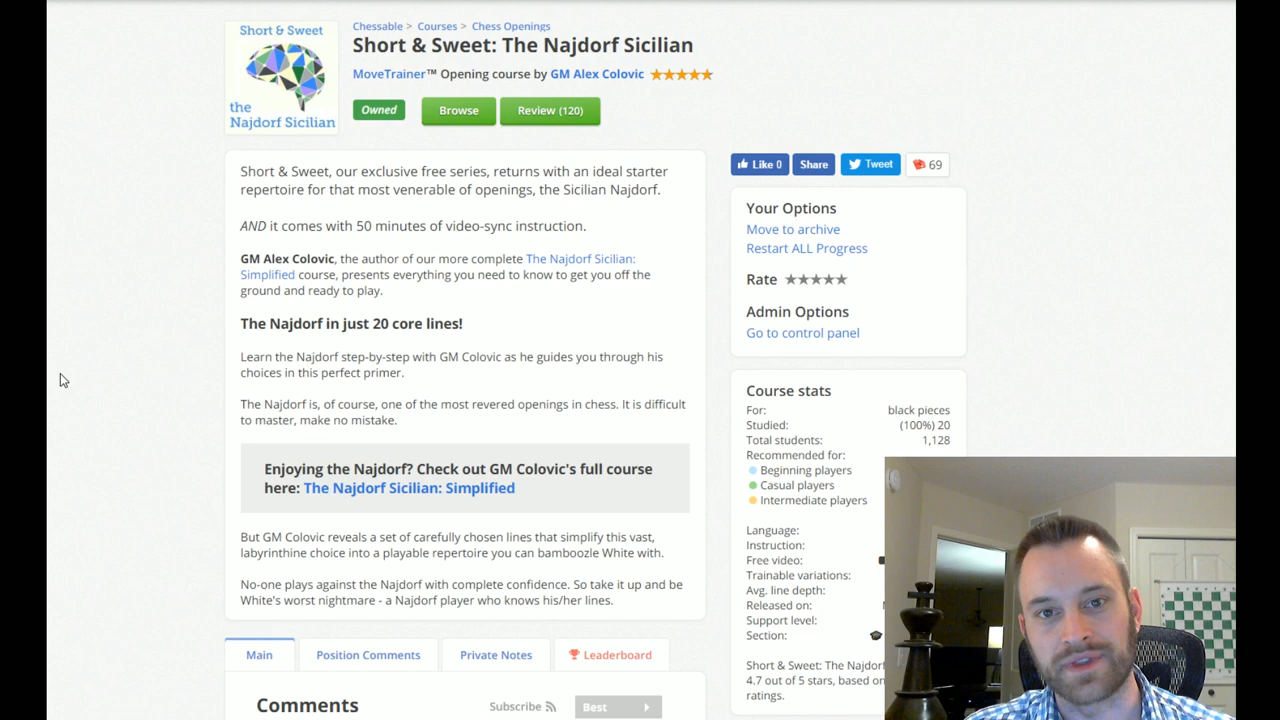 Short & Sweet
the
Najdorf Sicilian
Chessable > Courses > Chess Openings
Short & Sweet: The Najdorf Sicilian
MoveTrainer™ Opening course by GM Alex Colovic
Owned
Browse
Review (120)
Short & Sweet, our exclusive free series, returns with an ideal starter
repertoire for that most venerable of openings, the Sicilian Najdorf.
AND it comes with 50 minutes of video-sync instruction.
GM Alex Colovic, the author of our more complete The Najdorf Sicilian:
Simplified course, presents everything you need to know to get you off the
ground and ready to play.
The Najdorf in just 20 core lines!
Learn the Najdorf step-by-step with GM Colovic as he guides you through his
choices in this perfect primer.
The Najdorf is, of course, one of the most revered openings in chess. It is difficult
to master, make no mistake.
Enjoying the Najdorf? Check out GM Colovic's full course
here: The Najdorf Sicilian: Simplified
But GM Colovic reveals a set of carefully chosen lines that simplify this vast,
labyrinthine choice into a playable repertoire you can bamboozle White with.
No-one plays against the Najdorf with complete confidence. So take it up and be
White's worst nightmare - a Najdorf player who knows his/her lines.
Main
Position Comments
Private Notes
Leaderboard
Comments
Subscribe
Best
Like 0
Share
Tweet
69
Your Options
Move to archive
Restart ALL Progress
Rate
Admin Options
Go to control panel
Course stats
For: black pieces
Studied: (100%) 20
Total students: 1,128
Recommended for:
Beginning players
Casual players
Intermediate players
Language:
Instruction:
Free video:
Trainable variations:
Avg. line depth:
Released on:
Support level:
Section:
Short & Sweet: The Najdorf
4.7 out of 5 stars, based on
ratings.